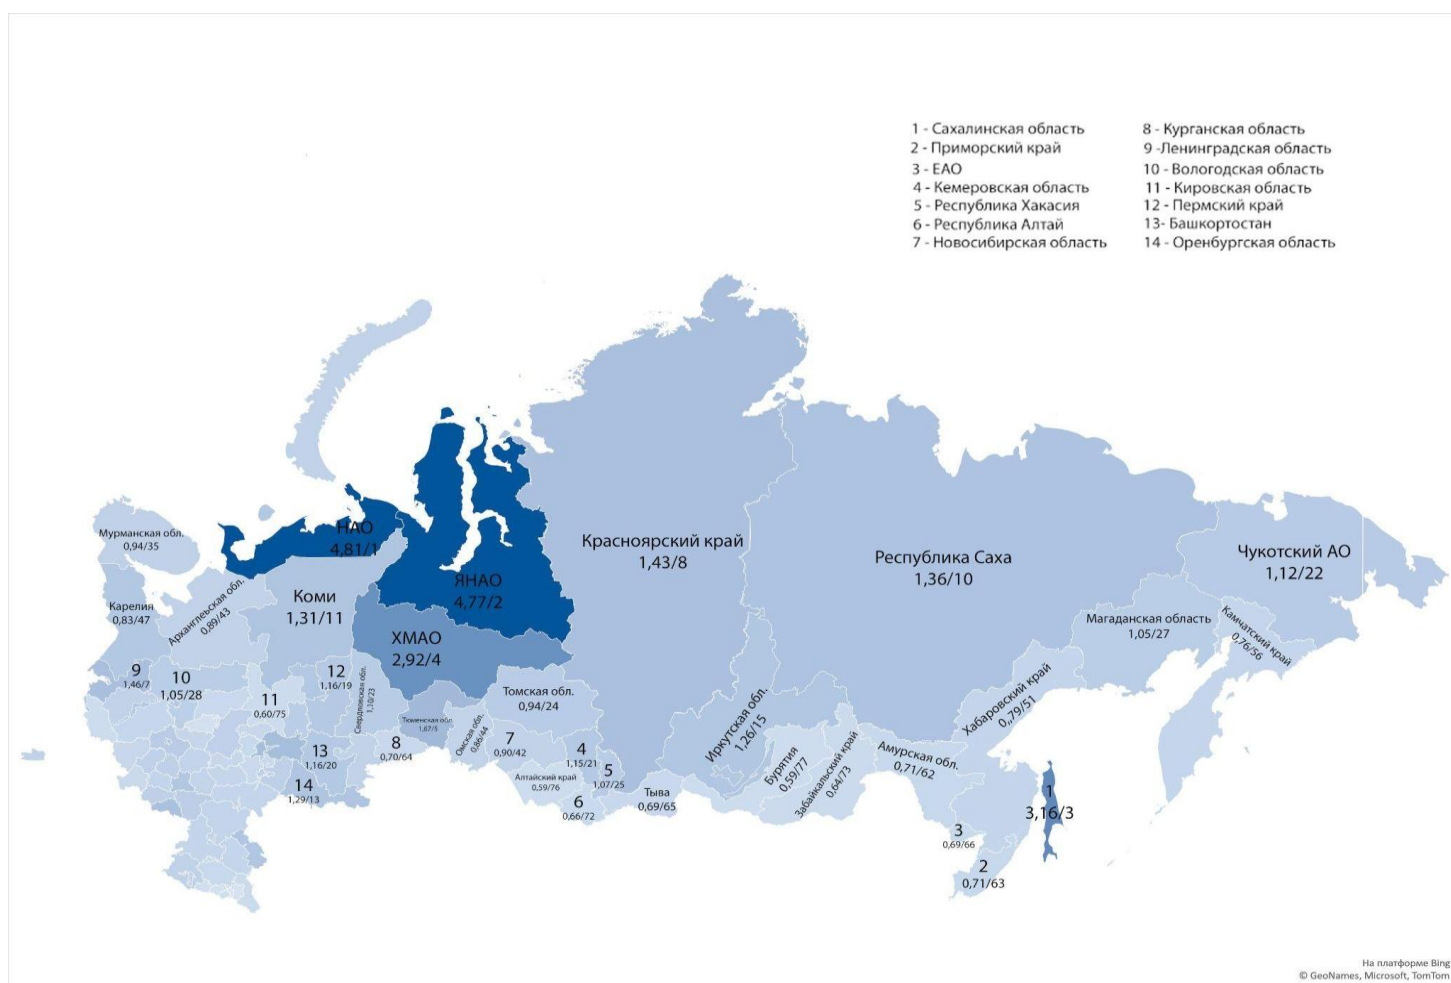 1 - Сахалинская область
2 - Приморский край
3 - ЕАО
4 - Кемеровская область
5 - Республика Хакасия
6 - Республика Алтай
7 - Новосибирская область
8 - Курганская область
9 -Ленинградская область
10 - Вологодская область
11 - Кировская область
12 - Пермский край
13- Башкортостан
14 - Оренбургская область
Мурманская обл.
0,94/35
НАО
4,81/1
ЯНАО
4,77/2
Красноярский край
1,43/8
Республика Саха
1,36/10
Чукотский АО
1,12/22
Карелия
0,83/47
Архангельская обл.
0,89/43
Коми
1,31/11
ХМАО
2,92/4
Магаданская область
1,05/27
Камчатский край
0,76/56
9
1,46/7
10
1,05/28
11
0,60/75
12
1,16/19
Свердловская обл.
1,10/23
Тюменская обл.
1,67/5
Омская обл.
0,86/44
Томская обл.
0,94/24
Иркутская обл.
1,26/15
Хабаровский край
0,,79/51
13
1,16/20
8
0,70/64
7
0,90/42
4
1,15/21
5
1,07/25
Бурятия
0,59/77
Забайкальский край
0,64/73
Амурская обл.
0,71/62
14
1,29/13
Алтайский край
0,59/76
6
0,66/72
Тыва
0,69/65
1
3,16/3
3
0,69/66
2
0,71/63
На платформе Bing
© GeoNames, Microsoft, TomTom